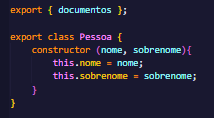 export { documentos };
export class Pessoa {
constructor (nome, sobrenome){
this.nome = nome;
this.sobrenome = sobrenome;
}
}